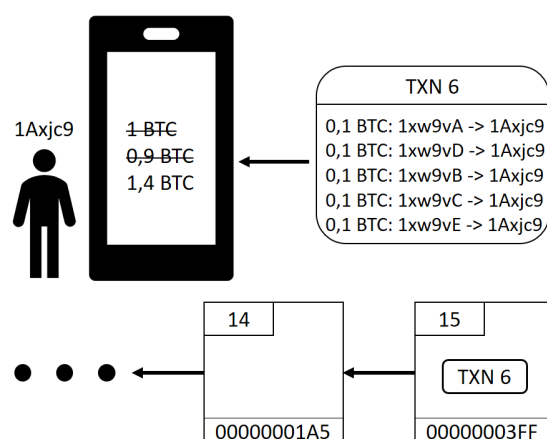 TXN 6
1Axjc9
1 BTC
0,9 BTC
1,4 BTC
0,1 BTC: 1xw9vA -> 1Axjc9
0,1 BTC: 1xw9vD -> 1Axjc9
0,1 BTC: 1xw9vB -> 1Axjc9
0,1 BTC: 1xw9vC -> 1Axjc9
0,1 BTC: 1xw9vE -> 1Axjc9
14
15
TXN 6
00000001A5
00000003FF